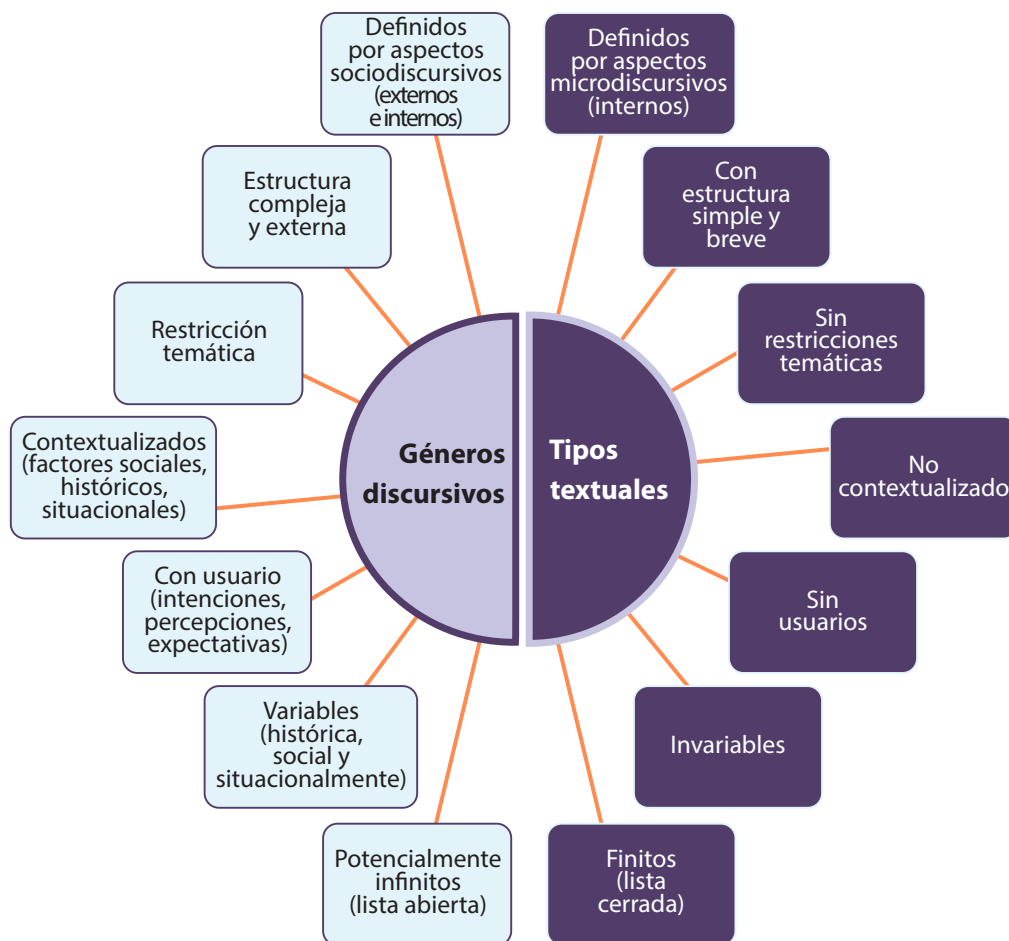 Definidos
por aspectos
sociodiscursivos
(externos
e internos)
Estructura
compleja
y externa
Restricción
temática
Contextualizados
(factores sociales,
históricos,
situacionales)
Con usuario
(intenciones,
percepciones,
expectativas)
Variables
(histórica,
social y
situacionalmente)
Potencialmente
infinitos
(lista abierta)
Géneros
discursivos
Tipos
textuales
Definidos
por aspectos
microdiscursivos
(internos)
Con
estructura
simple y
breve
Sin
restricciones
temáticas
No
contextualizado
Sin
usuarios
Invariables
Finitos
(lista
cerrada)